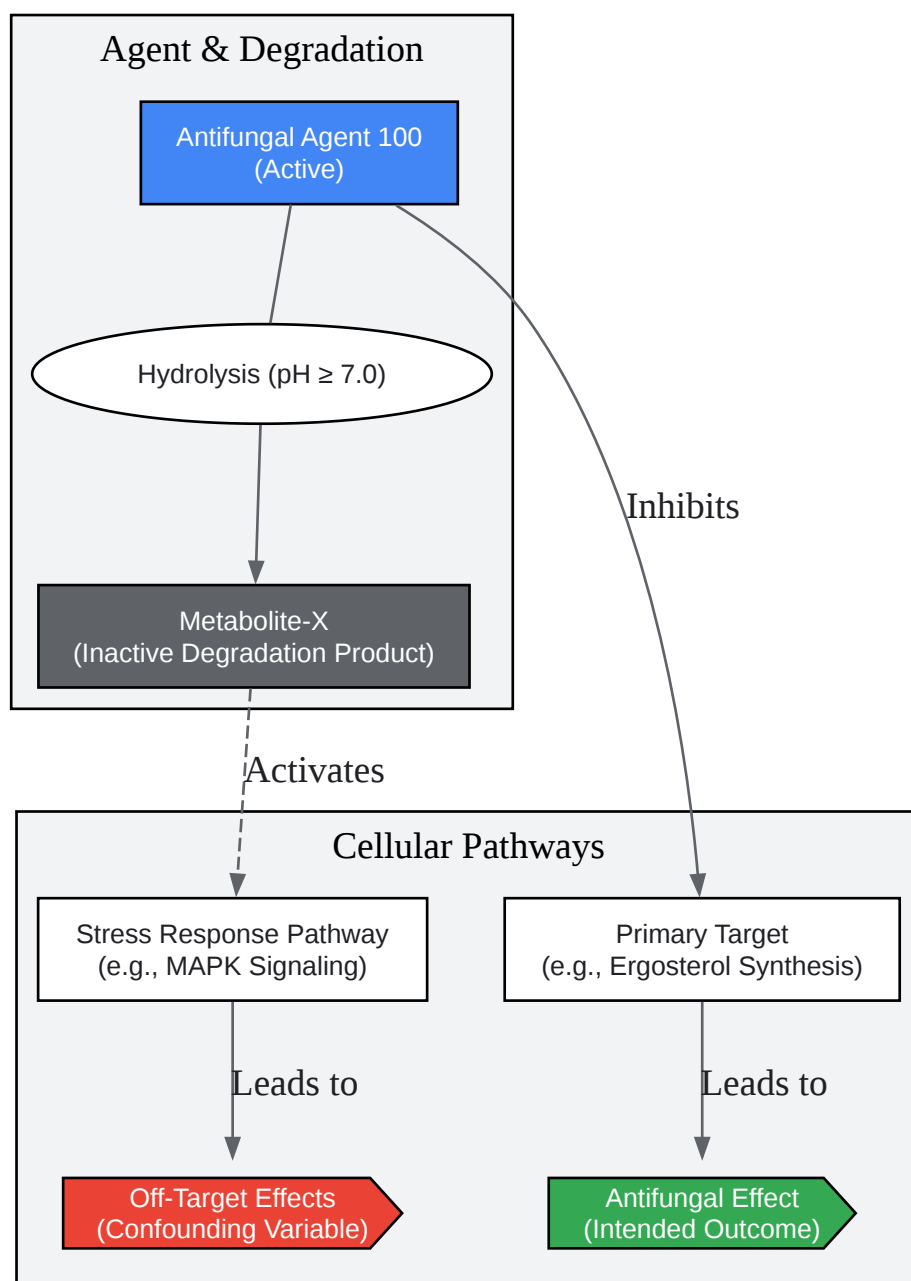 Agent & Degradation
Antifungal Agent 100
(Active)
Hydrolysis (pH ≥ 7.0)
Inhibits
Metabolite-X
(Inactive Degradation Product)
Activates
Cellular Pathways
Stress Response Pathway
(e.g., MAPK Signaling)
Primary Target
(e.g., Ergosterol Synthesis)
Leads to
Leads to
Off-Target Effects
(Confounding Variable)
Antifungal Effect
(Intended Outcome)